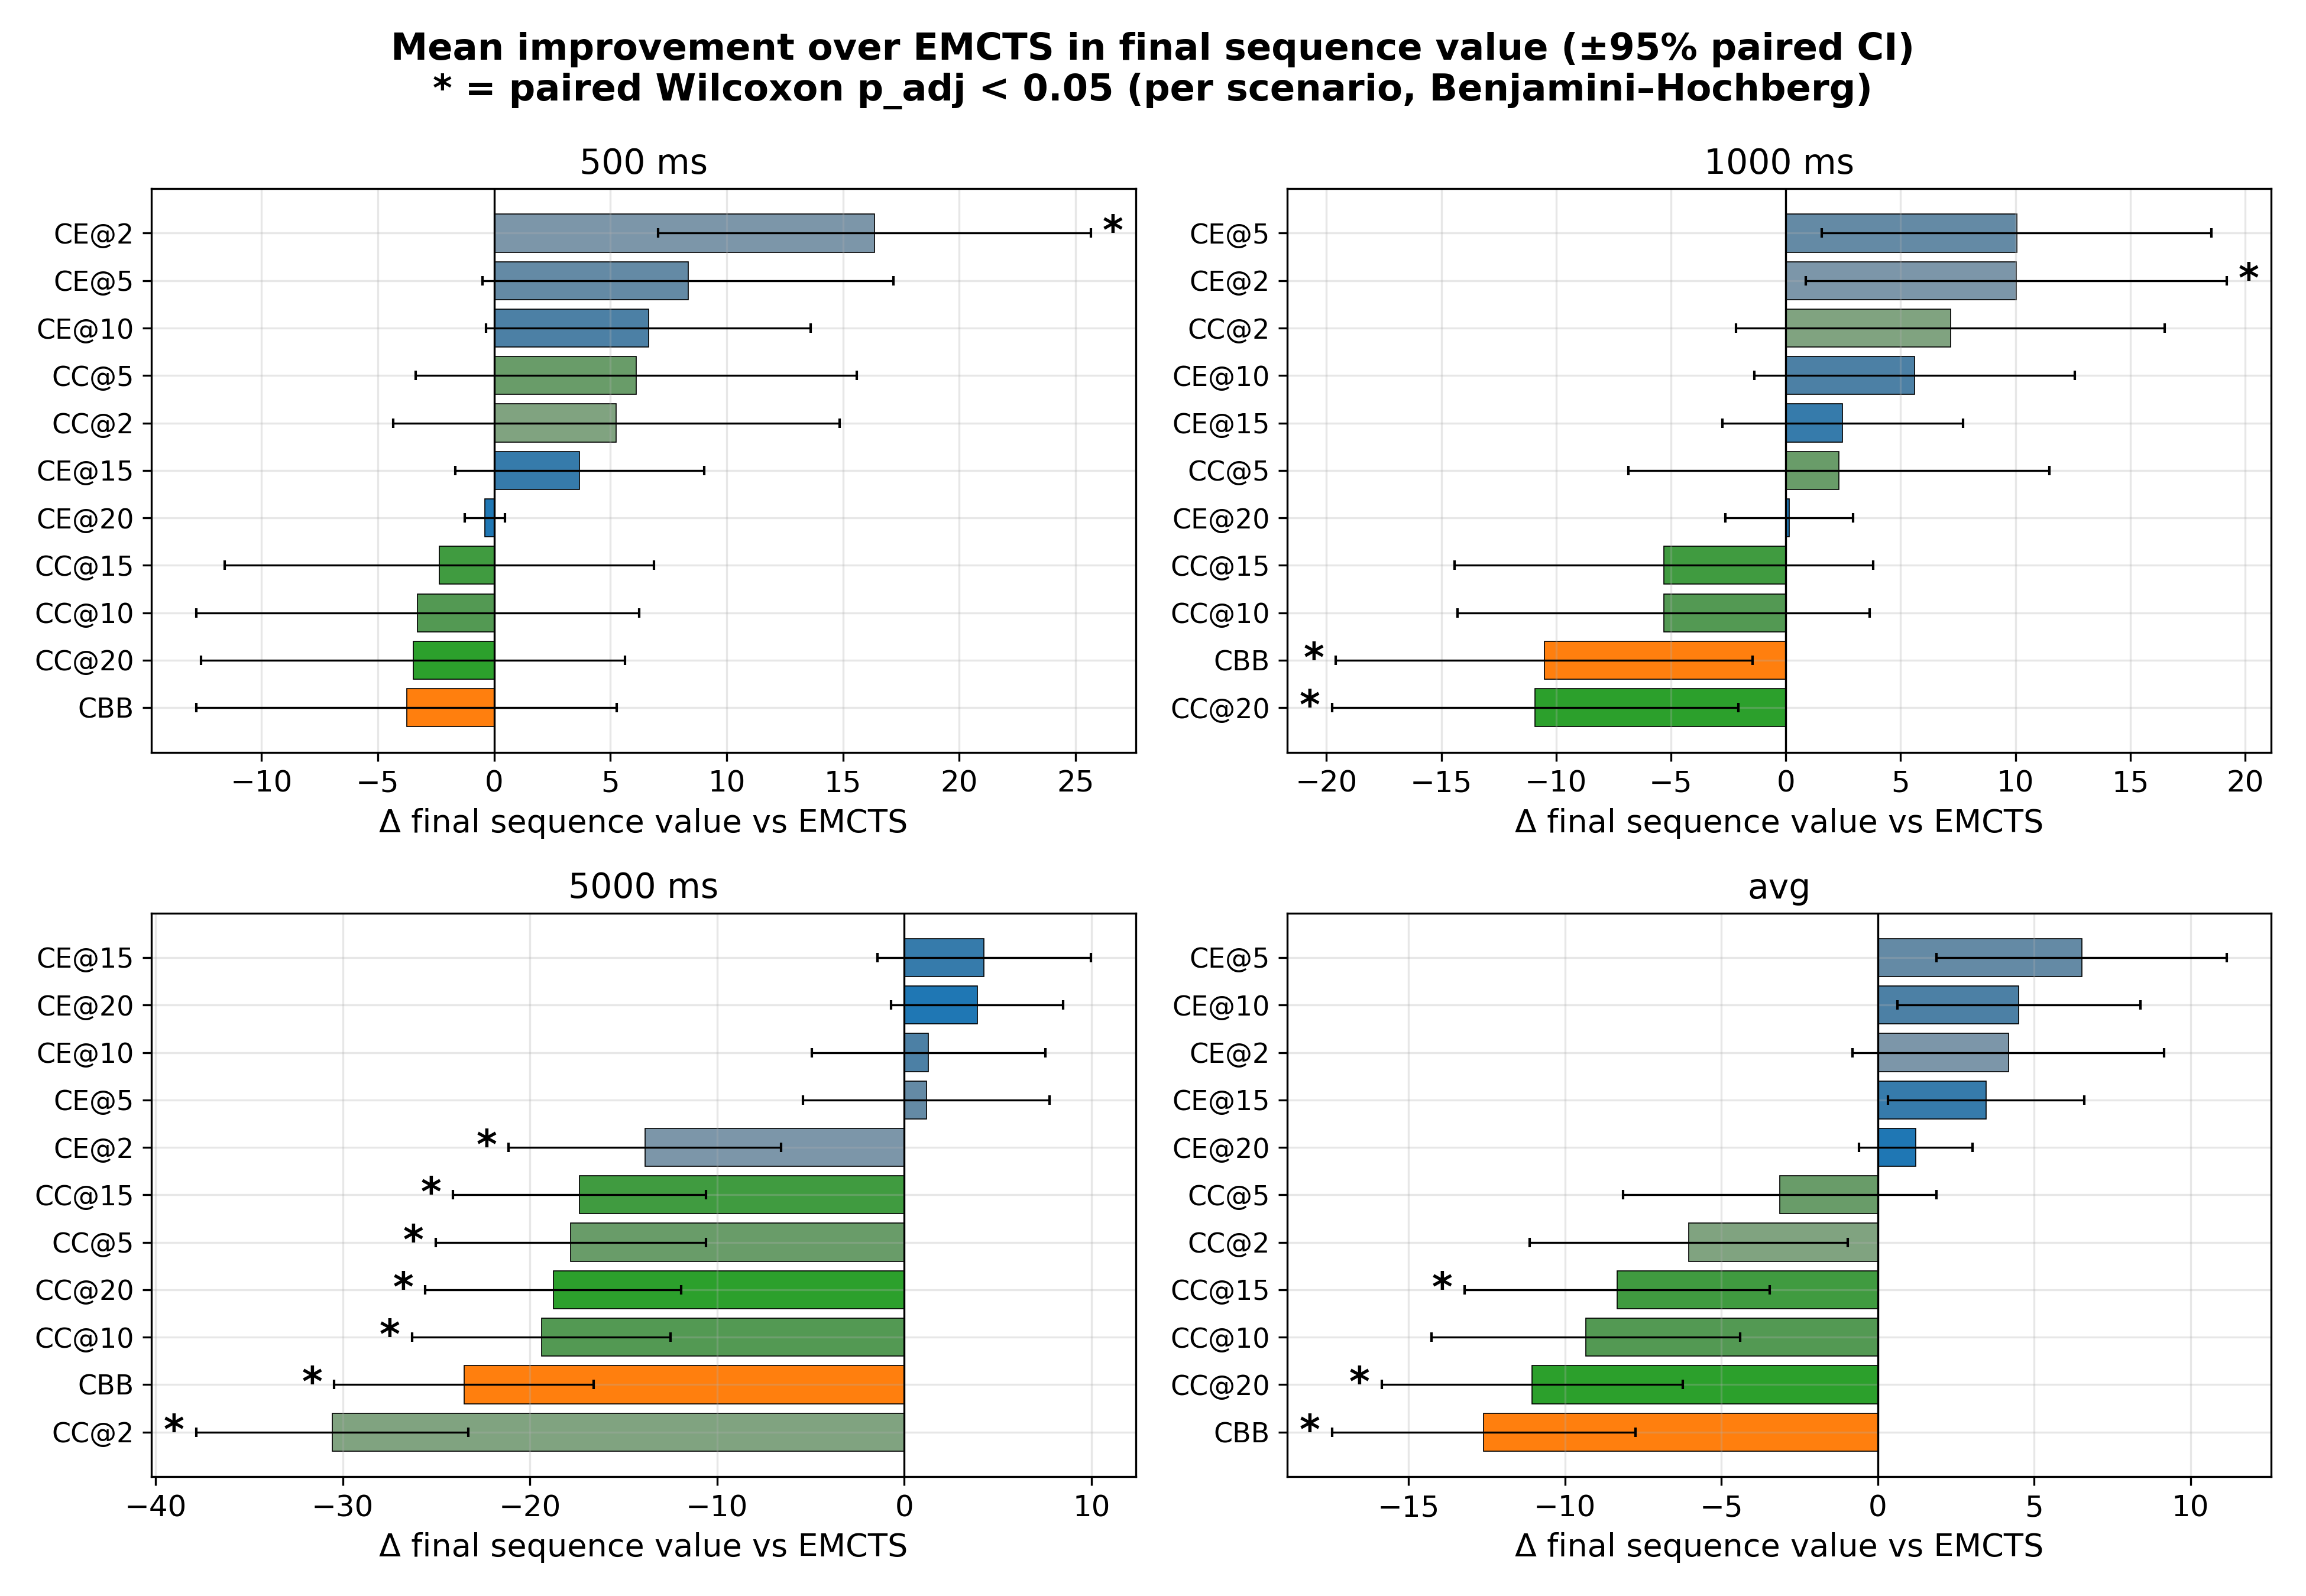 Mean improvement over EMCTS in final sequence value (±95% paired CI)
* = paired Wilcoxon p_adj < 0.05 (per scenario, Benjamini–Hochberg)
500 ms
CE@2
*
CE@5
CE@10
CC@5
CC@2
CE@15
CE@20
CC@15
CC@10
CC@20
CBB
−10 −5 0 5 10 15 20 25
Δ final sequence value vs EMCTS
1000 ms
CE@5
CE@2
*
CC@2
CE@10
CE@15
CC@5
CE@20
CC@15
CC@10
CBB
*
CC@20
*
−20 −15 −10 −5 0 5 10 15 20
Δ final sequence value vs EMCTS
5000 ms
CE@15
CE@20
CE@10
CE@5
CE@2
*
CC@15
*
CC@5
*
CC@20
*
CC@10
*
CBB
*
CC@2
*
−40 −30 −20 −10 0 10
Δ final sequence value vs EMCTS
avg
CE@5
CE@10
CE@2
CE@15
CE@20
CC@5
CC@2
CC@15
*
CC@10
CC@20
*
CBB
*
−15 −10 −5 0 5 10
Δ final sequence value vs EMCTS